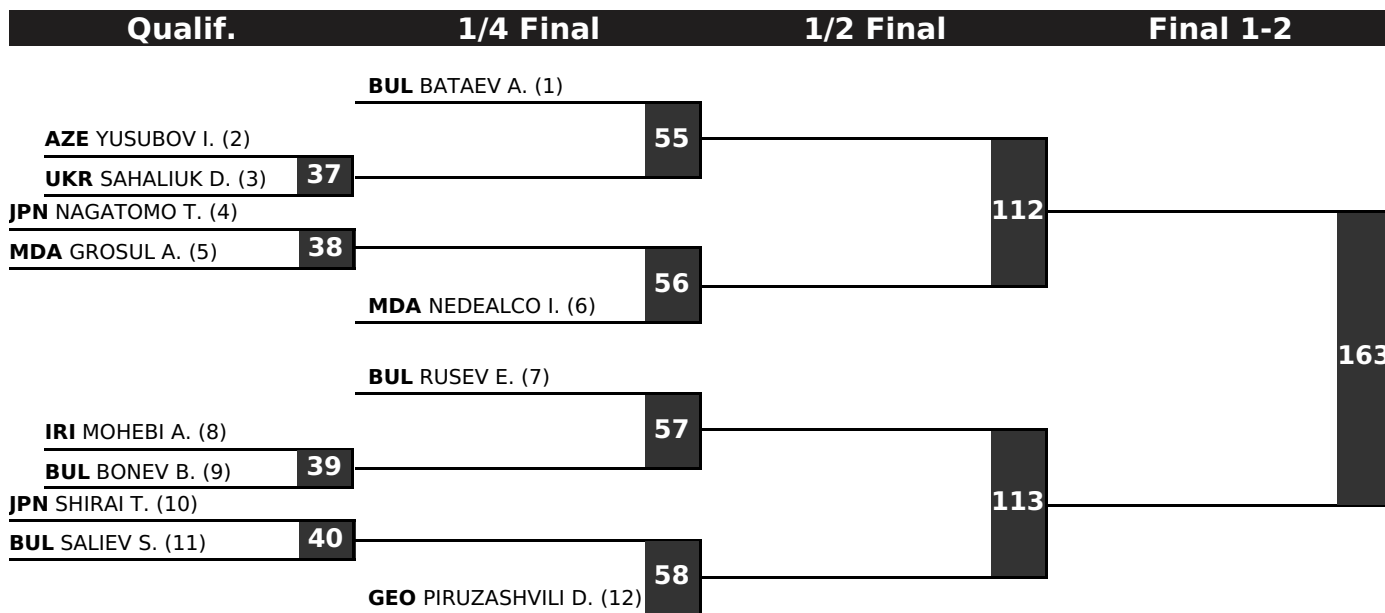 Qualif. 1/4 Final 1/2 Final Final 1-2
BUL BATAEV A. (1)
55
AZE YUSUBOV I. (2)
37
UKR SAHALIUK D. (3)
JPN NAGATOMO T. (4)
112
38
MDA GROSUL A. (5)
56
MDA NEDEALCO I. (6)
163
BUL RUSEV E. (7)
57
IRI MOHEBI A. (8)
39
BUL BONEV B. (9)
JPN SHIRAI T. (10)
113
40
BUL SALIEV S. (11)
58
GEO PIRUZASHVILI D. (12)